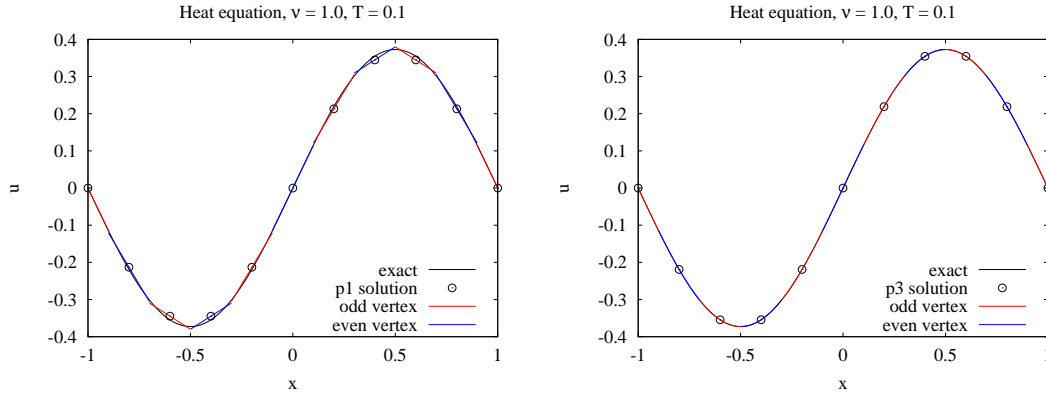 Heat equation, ν = 1.0, T = 0.1
0.4
0.3
0.2
0.1
0
-0.1
-0.2
-0.3
-0.4
u
exact
p1 solution
odd vertex
even vertex
-1 -0.5 0 0.5 1
x
Heat equation, ν = 1.0, T = 0.1
0.4
0.3
0.2
0.1
0
-0.1
-0.2
-0.3
-0.4
u
exact
p3 solution
odd vertex
even vertex
-1 -0.5 0 0.5 1
x